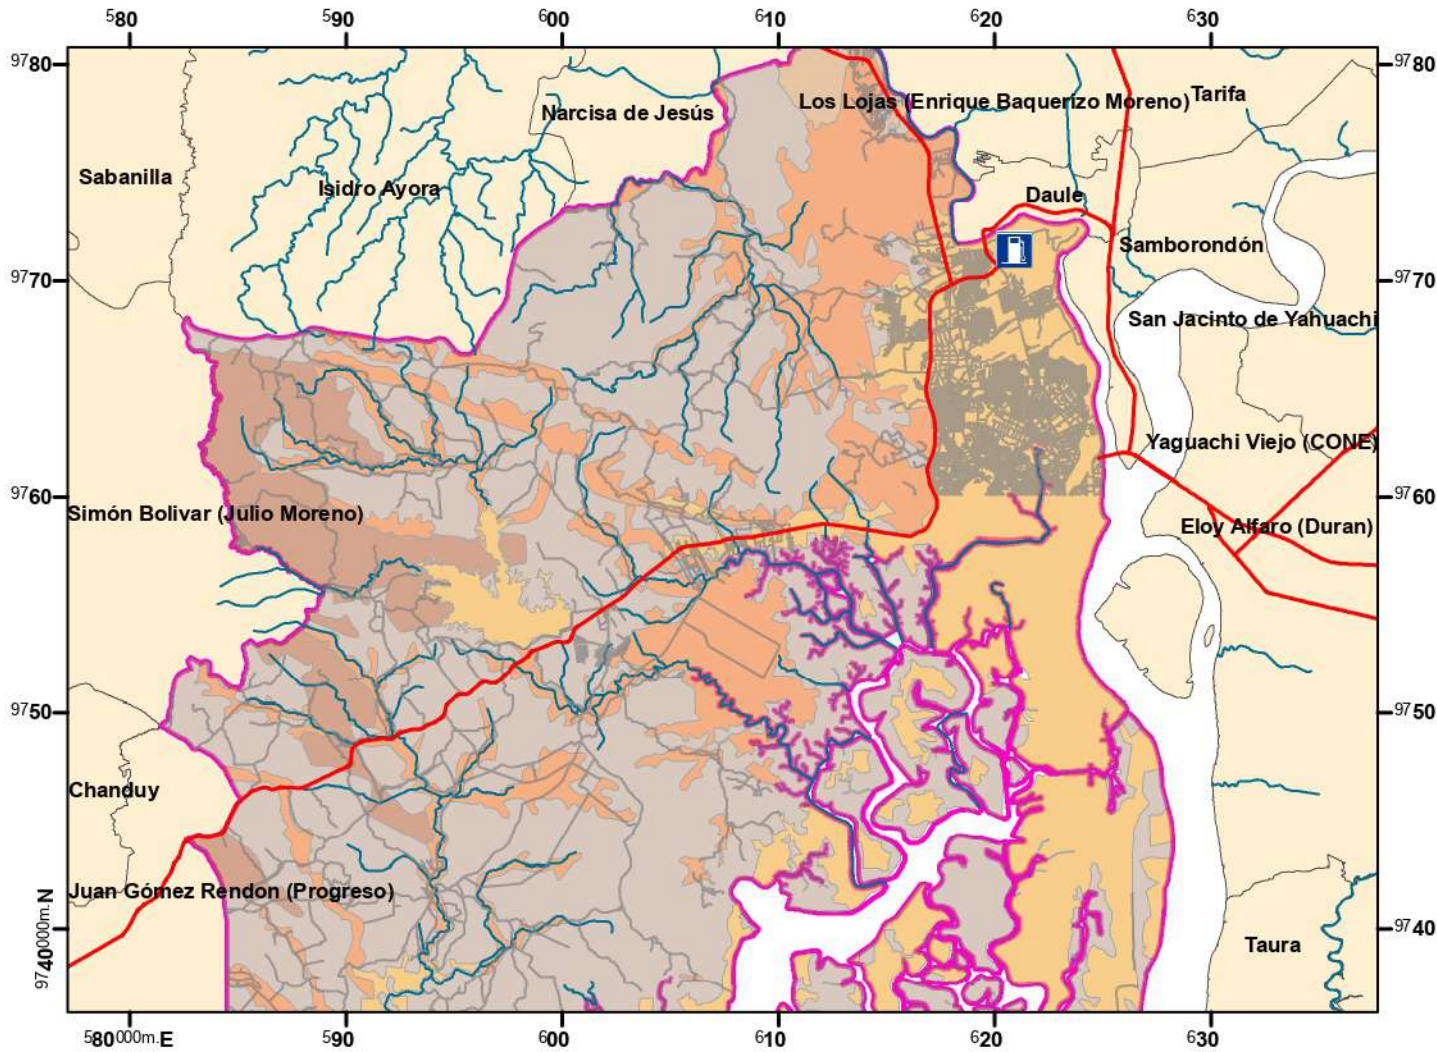 580 590 600 610 620 630
9780 9780
Tarifa
Los Lojas (Enrique Baquerizo Moreno)
Narcisa de Jesús
Sabanilla
Isidro Ayora
Daule
Samborondón
9770 9770
San Jacinto de Yahuachi
Yaguachi Viejo (CONE)
9760 9760
Simón Bolivar (Julio Moreno)
Eloy Alfaro (Duran)
9750 9750
Chanduy
Juan Gómez Rendon (Progreso)
9740000m.N 9740
Taura
580000m.E 590 600 610 620 630